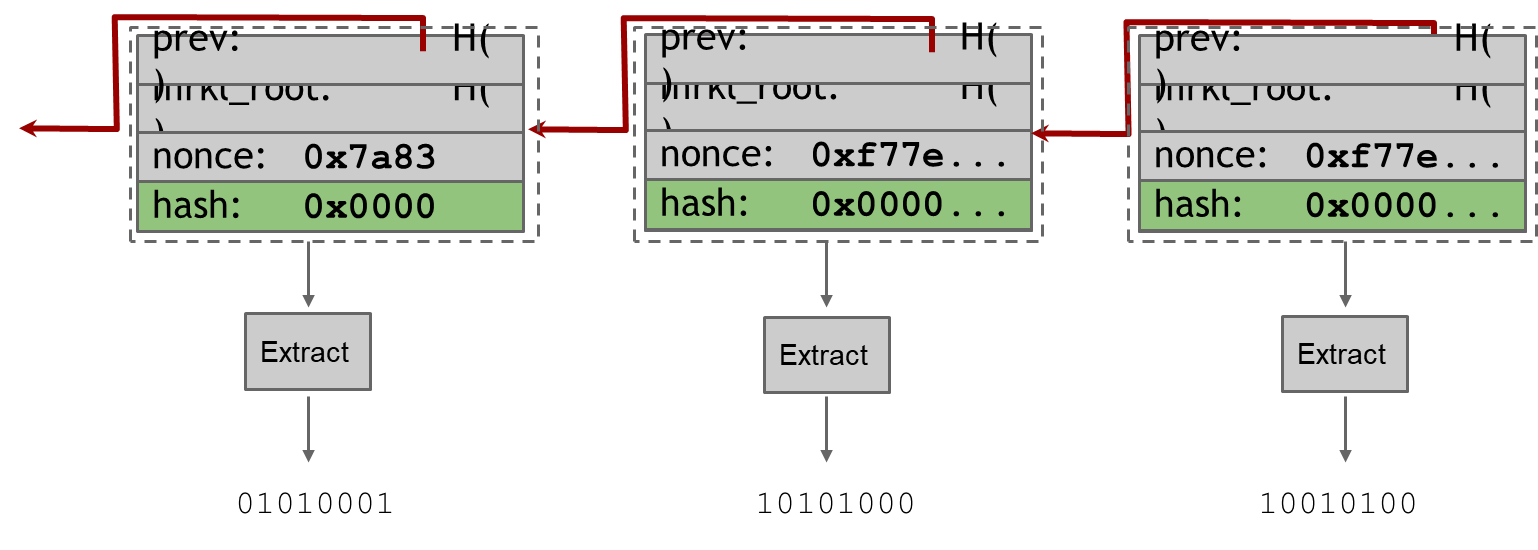 prev: H(
)
mrkl_root: H(
)
nonce: 0x7a83
hash: 0x0000
prev: H(
)
mrkl_root: H(
)
nonce: 0xf77e...
hash: 0x0000...
prev: H(
)
mrkl_root: H(
)
nonce: 0xf77e...
hash: 0x0000...
Extract
Extract
Extract
01010001
10101000
10010100